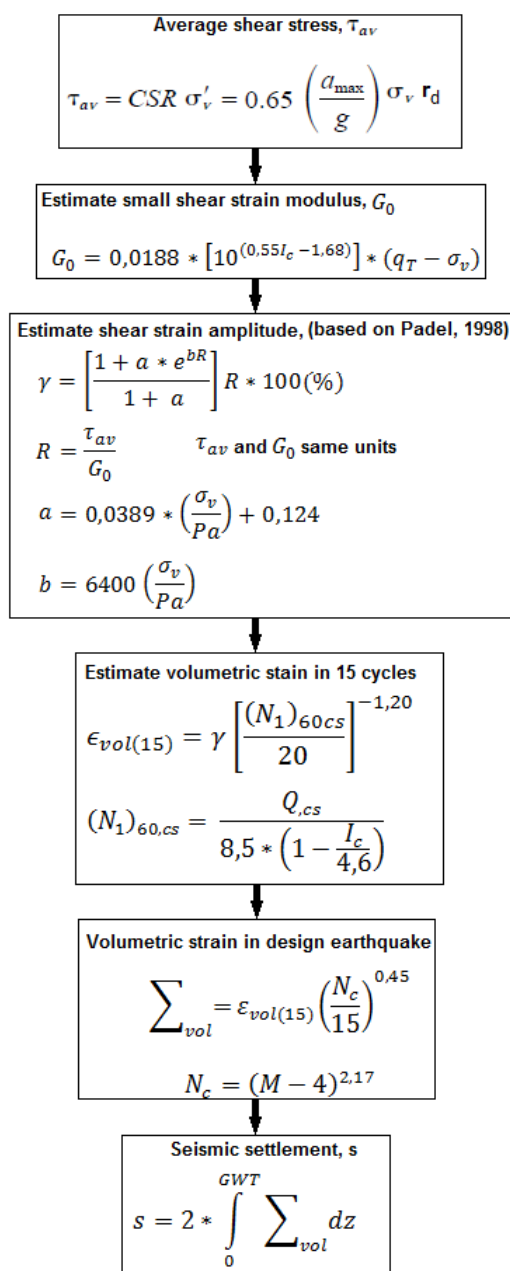 Average shear stress, τav
τav = CSR σ′v = 0.65 (amax / g) σv rd
Estimate small shear strain modulus, G0
G0 = 0,0188 * [10^(0,55Ic −1,68)] * (qT − σv)
Estimate shear strain amplitude, (based on Padel, 1998)
γ = [(1 + a * e^bR) / (1 + a)] R * 100(%)
R = τav / G0 τav and G0 same units
a = 0,0389 * (σv / Pa) + 0,124
b = 6400 (σv / Pa)
Estimate volumetric stain in 15 cycles
ϵvol(15) = γ [(N1)60cs / 20]^−1,20
(N1)60,cs = Q,cs / (8,5 * (1 − Ic / 4,6))
Volumetric strain in design earthquake
∑vol = εvol(15) (Nc / 15)^0,45
Nc = (M − 4)^2,17
Seismic settlement, s
s = 2 * ∫0^GWT ∑vol dz